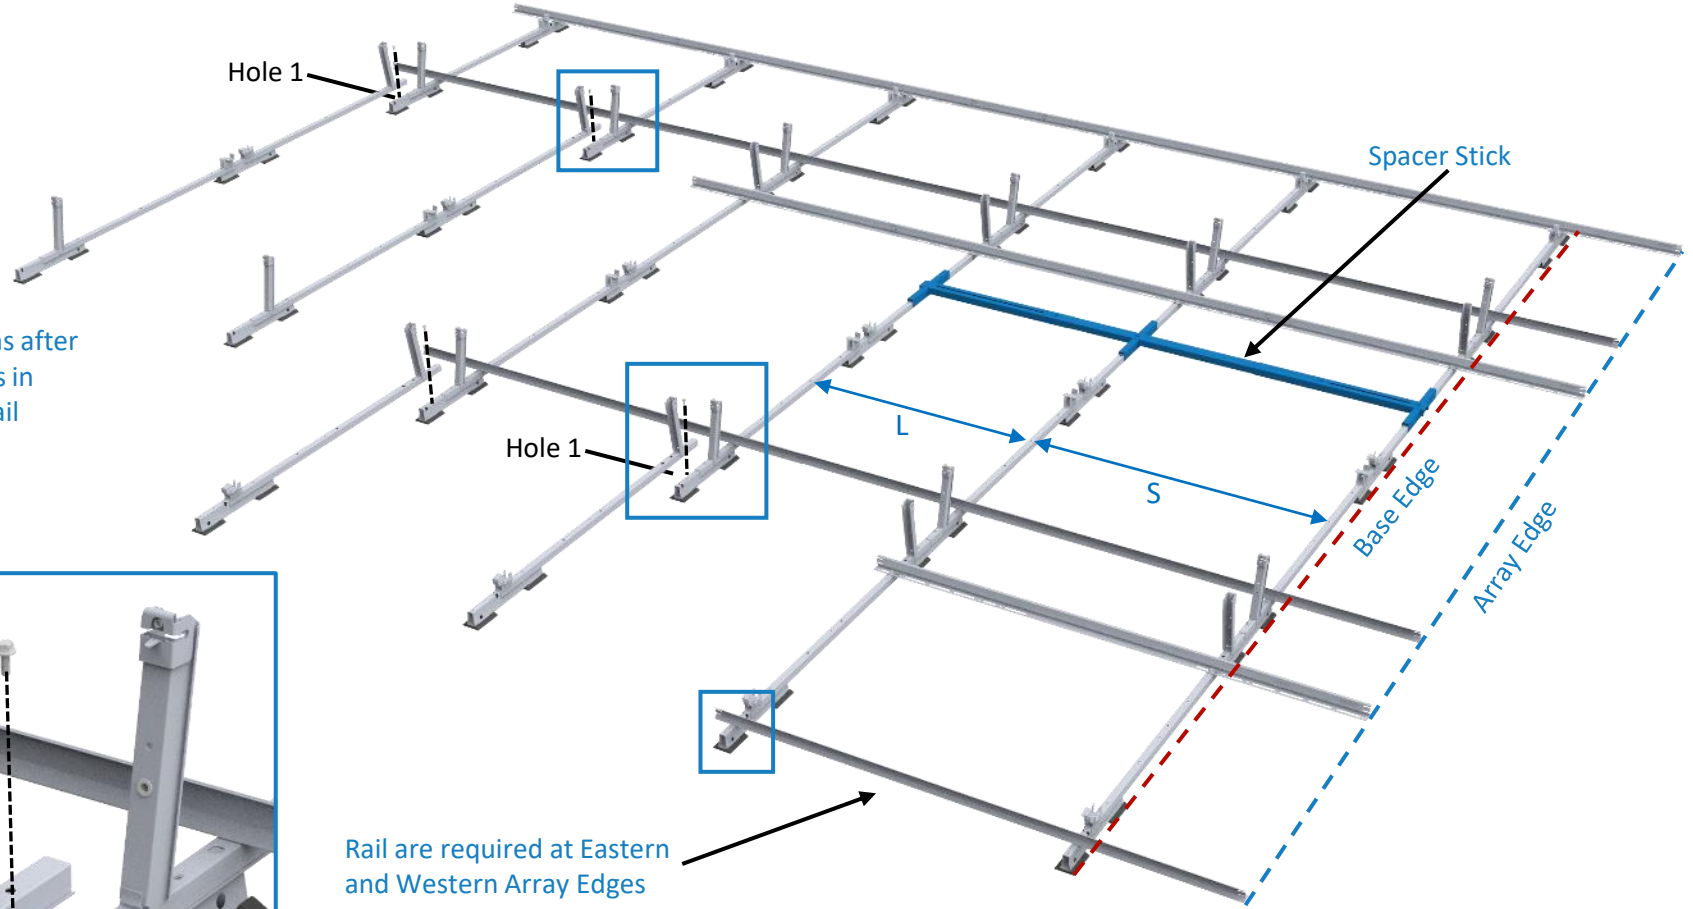 Hole 1
Spacer Stick
as after
s in
ail
Hole 1
L
S
Base Edge
Array Edge
Rail are required at Eastern
and Western Array Edges